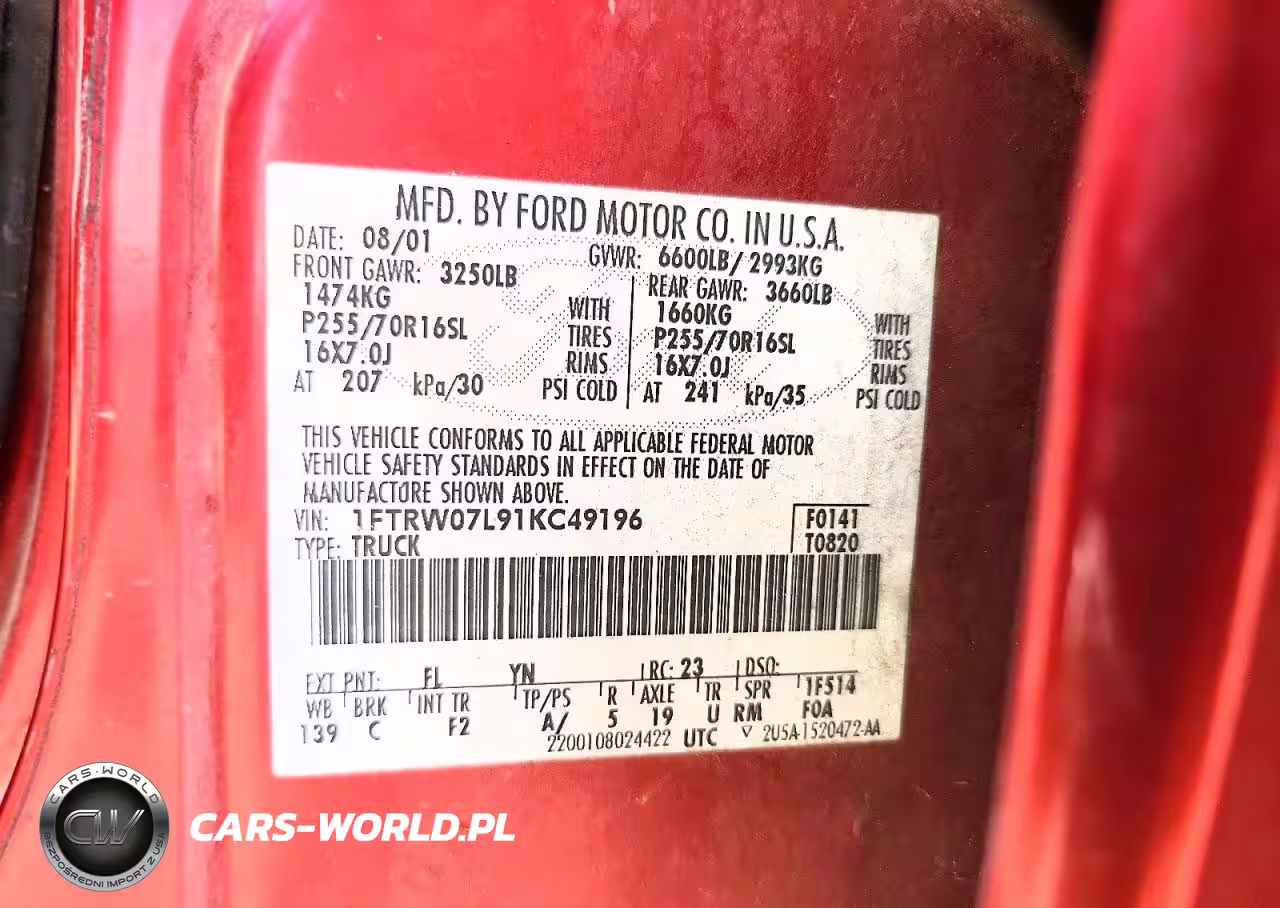 MFD. BY FORD MOTOR CO. IN U.S.A.
DATE: 08/01 GVWR: 6600LB/ 2993KG
FRONT GAWR: 3250LB REAR GAWR: 3660LB
1474KG WITH 1660KG WITH
P255/70R16SL TIRES P255/70R16SL TIRES
16X7.0J RIMS 16X7.0J RIMS
AT 207 kPa/30 PSI COLD AT 241 kPa/35 PSI COLD
THIS VEHICLE CONFORMS TO ALL APPLICABLE FEDERAL MOTOR
VEHICLE SAFETY STANDARDS IN EFFECT ON THE DATE OF
MANUFACTURE SHOWN ABOVE.
VIN: 1FTRW07L91KC49196 F0141
TYPE: TRUCK T0820
EXT PNT: FL YN RC: 23 DSO:
WB BRK INT TR TP/PS R AXLE TR SPR 1F514
139 C F2 A/ 5 19 U RM FOA
2200108024422 UTC ▽ 2U5A-1520472-AA
CARS-WORLD
CW
BEZPOŚREDNI IMPORT Z USA
CARS-WORLD.PL